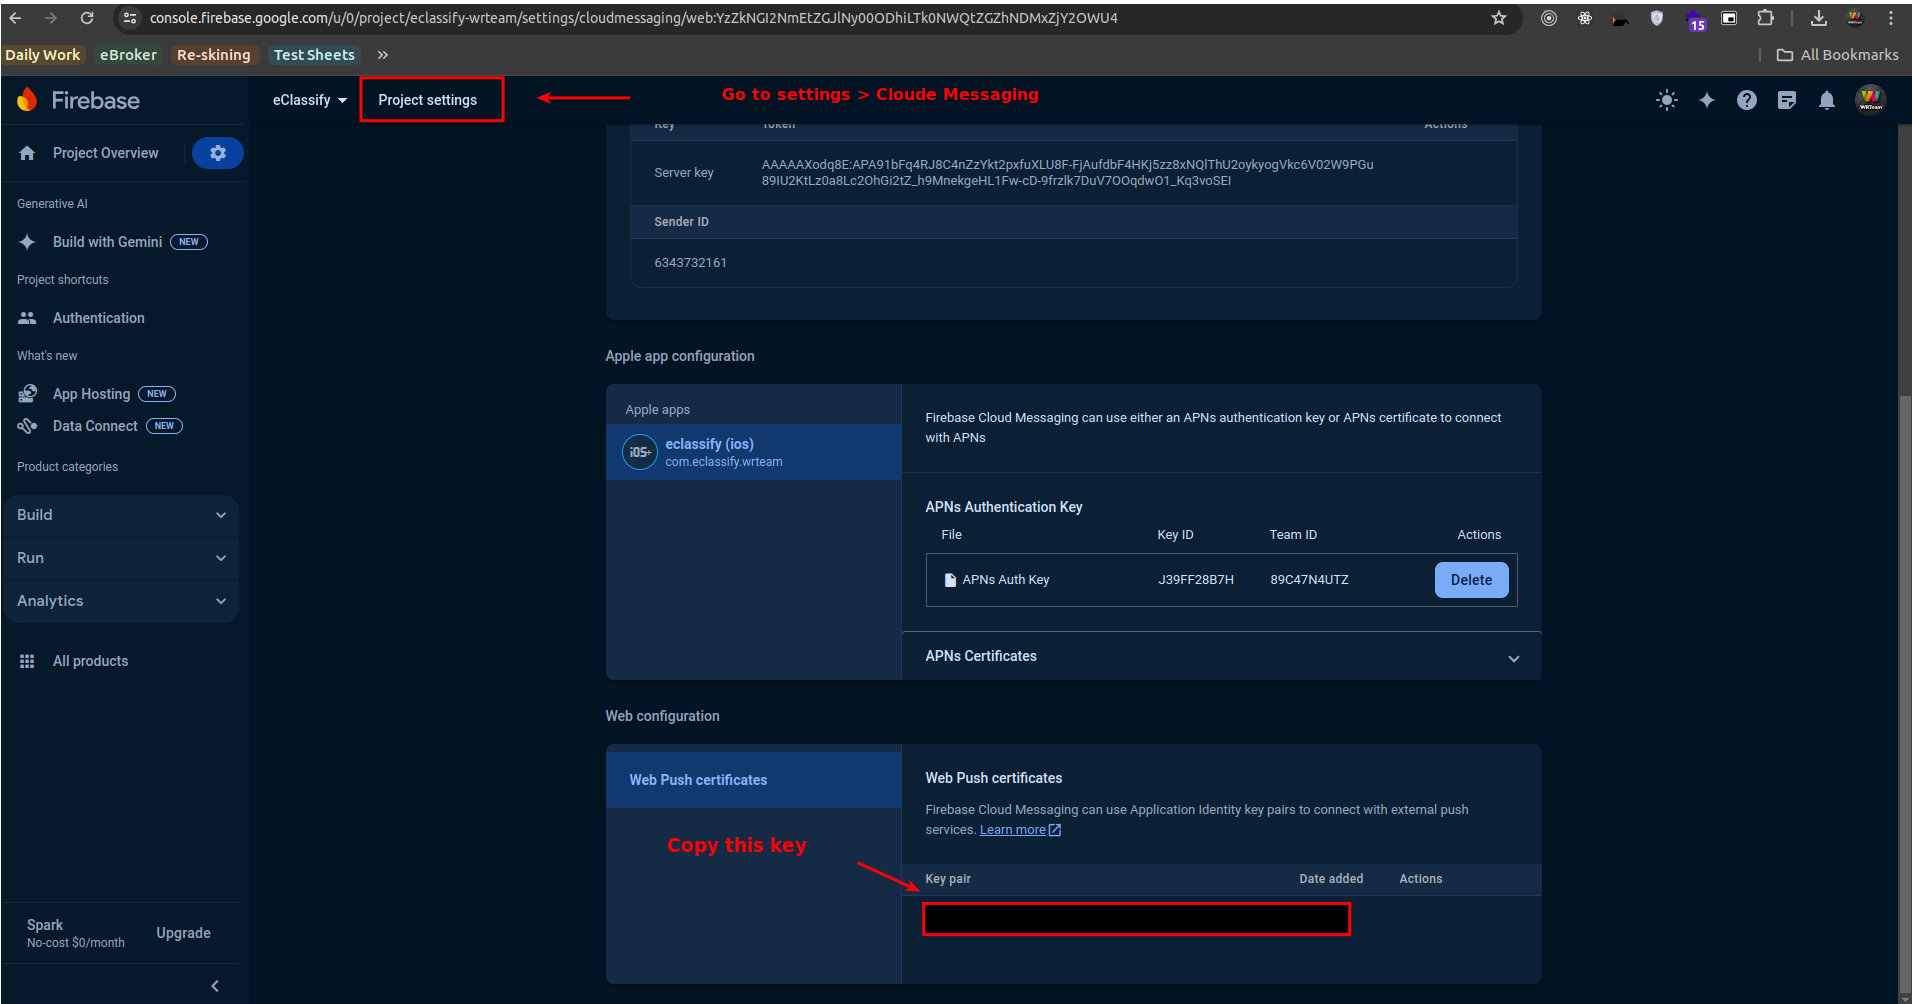 console.firebase.google.com/u/0/project/eclassify-wrteam/settings/cloudmessaging/web:YzZkNGI2NmEtZGJlNy00ODhiLTk0NWQtZGZhNDMxZjY2OWU4
15
Daily Work eBroker Re-skining Test Sheets » All Bookmarks
Firebase
eClassify Project settings Go to settings > Cloude Messaging
WRTeam
Project Overview
Generative AI
Build with Gemini NEW
Project shortcuts
Authentication
What's new
App Hosting NEW
Data Connect NEW
Product categories
Build
Run
Analytics
All products
Spark
No-cost $0/month
Upgrade
Key Token Actions
Server key
AAAAAXodq8E:APA91bFq4RJ8C4nZzYkt2pxfuXLU8F-FjAufdbF4HKj5zz8xNQlThU2oykyogVkc6V02W9PGu
89IU2KtLz0a8Lc2OhGi2tZ_h9MnekgeHL1Fw-cD-9frzlk7DuV7OOqdwO1_Kq3voSEI
Sender ID
6343732161
Apple app configuration
Apple apps
iOS+
eclassify (ios)
com.eclassify.wrteam
Firebase Cloud Messaging can use either an APNs authentication key or APNs certificate to connect
with APNs
APNs Authentication Key
File Key ID Team ID Actions
APNs Auth Key J39FF28B7H 89C47N4UTZ Delete
APNs Certificates
Web configuration
Web Push certificates
Copy this key
Web Push certificates
Firebase Cloud Messaging can use Application Identity key pairs to connect with external push
services. Learn more
Key pair Date added Actions